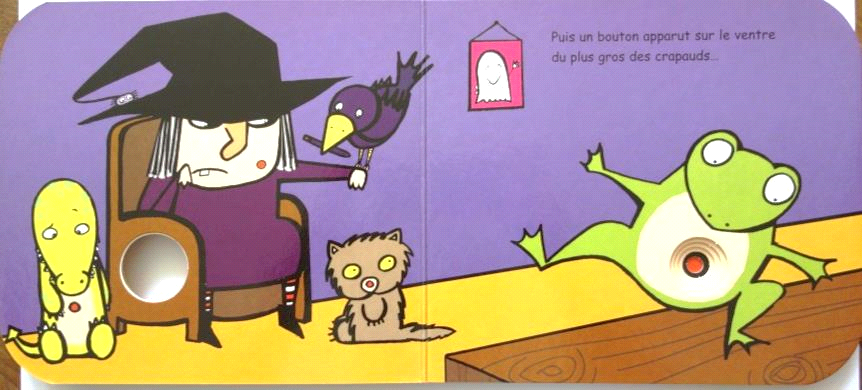 Puis un bouton apparut sur le ventre
du plus gros des crapauds...